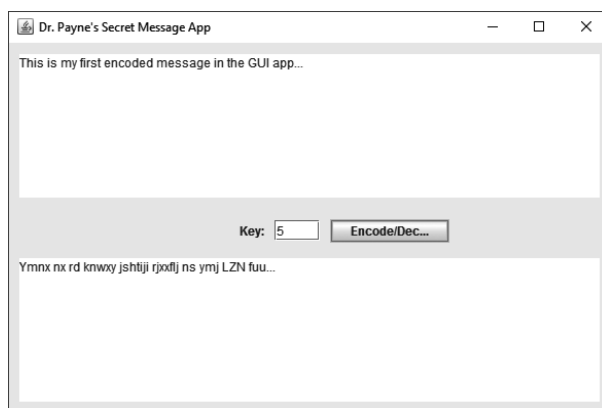 Dr. Payne's Secret Message App
This is my first encoded message in the GUI app...
Key: 5 Encode/Dec...
Ymnx nx rd knwxy jshtiji rjxxflj ns ymj LZN fuu...